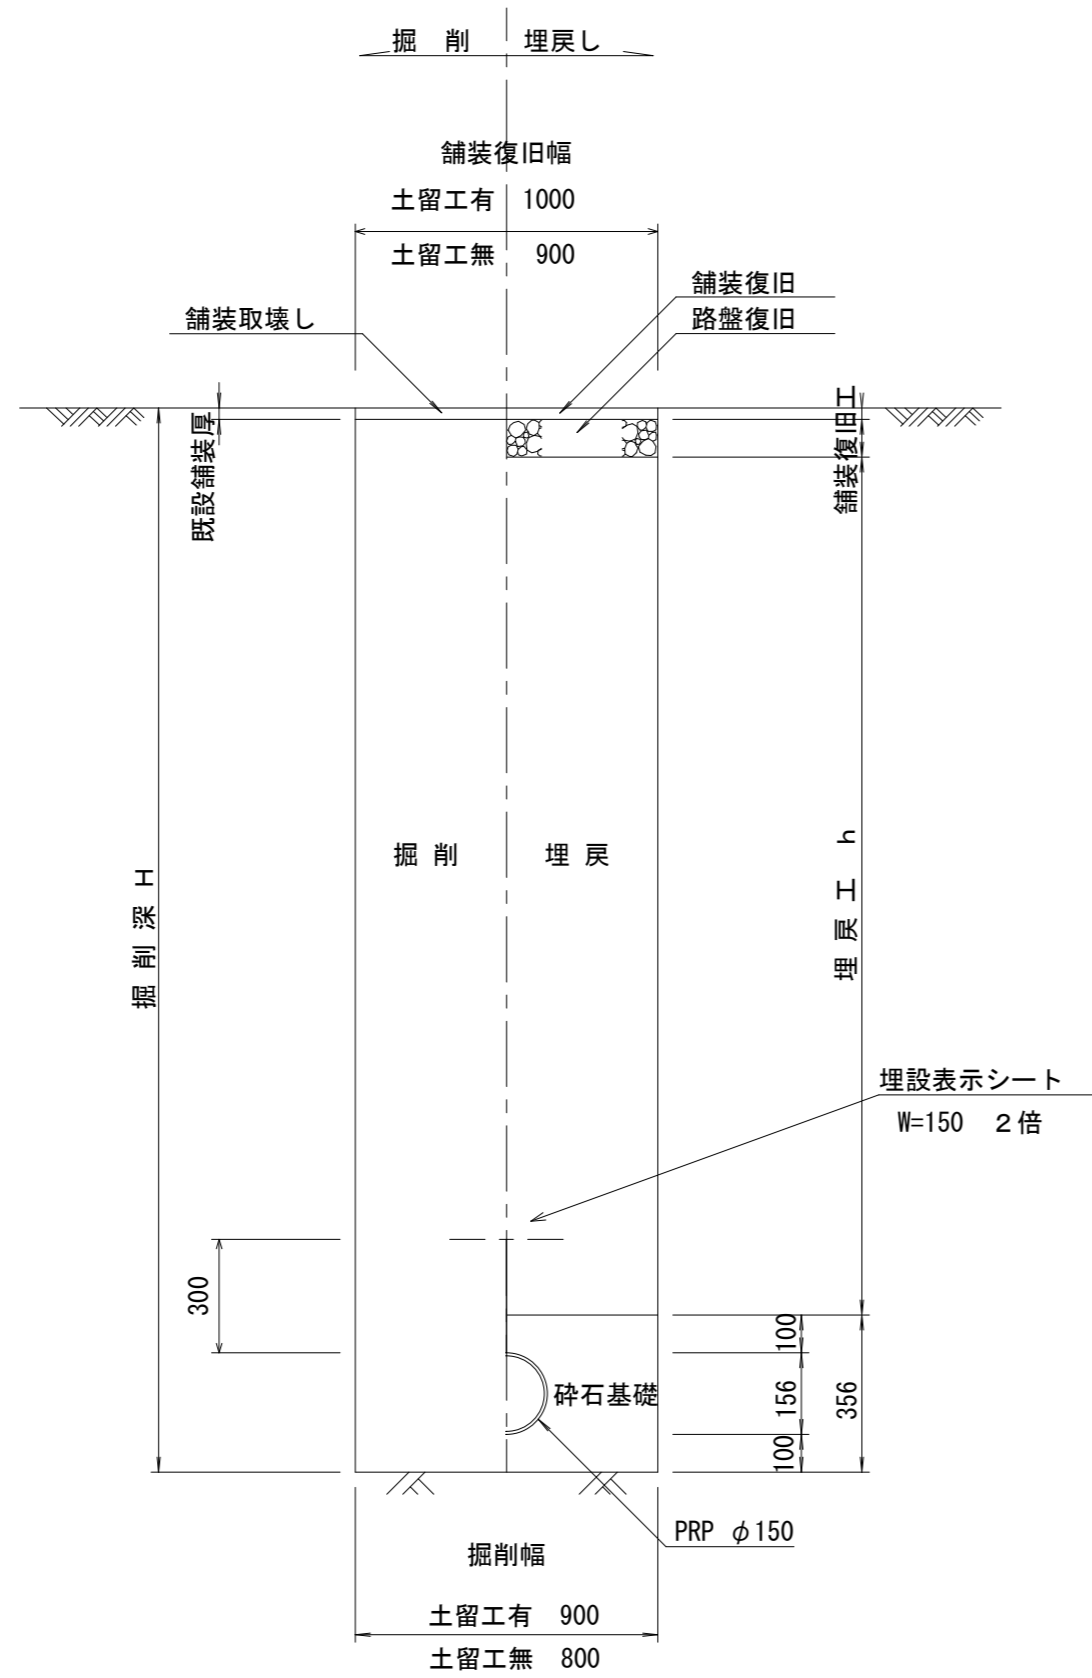 掘 削 埋戻し
舗装復旧幅
土留工有 1000
土留工無 900
舗装復旧
舗装取壊し
路盤復旧
既設舗装厚
舗装復旧工
掘削 埋戻
掘削深 H
埋戻工 h
埋設表示シート
W=150 2倍
300
100
砕石基礎
156
356
100
PRP φ150
掘削幅
土留工有 900
土留工無 800